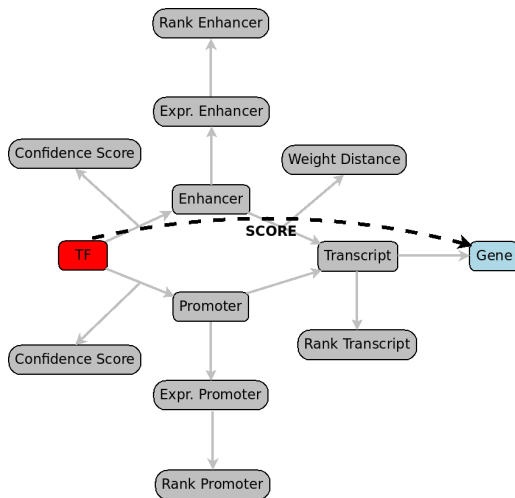 Rank Enhancer
Expr. Enhancer
Confidence Score
Weight Distance
Enhancer
SCORE
TF
Transcript
Gene
Promoter
Rank Transcript
Confidence Score
Expr. Promoter
Rank Promoter